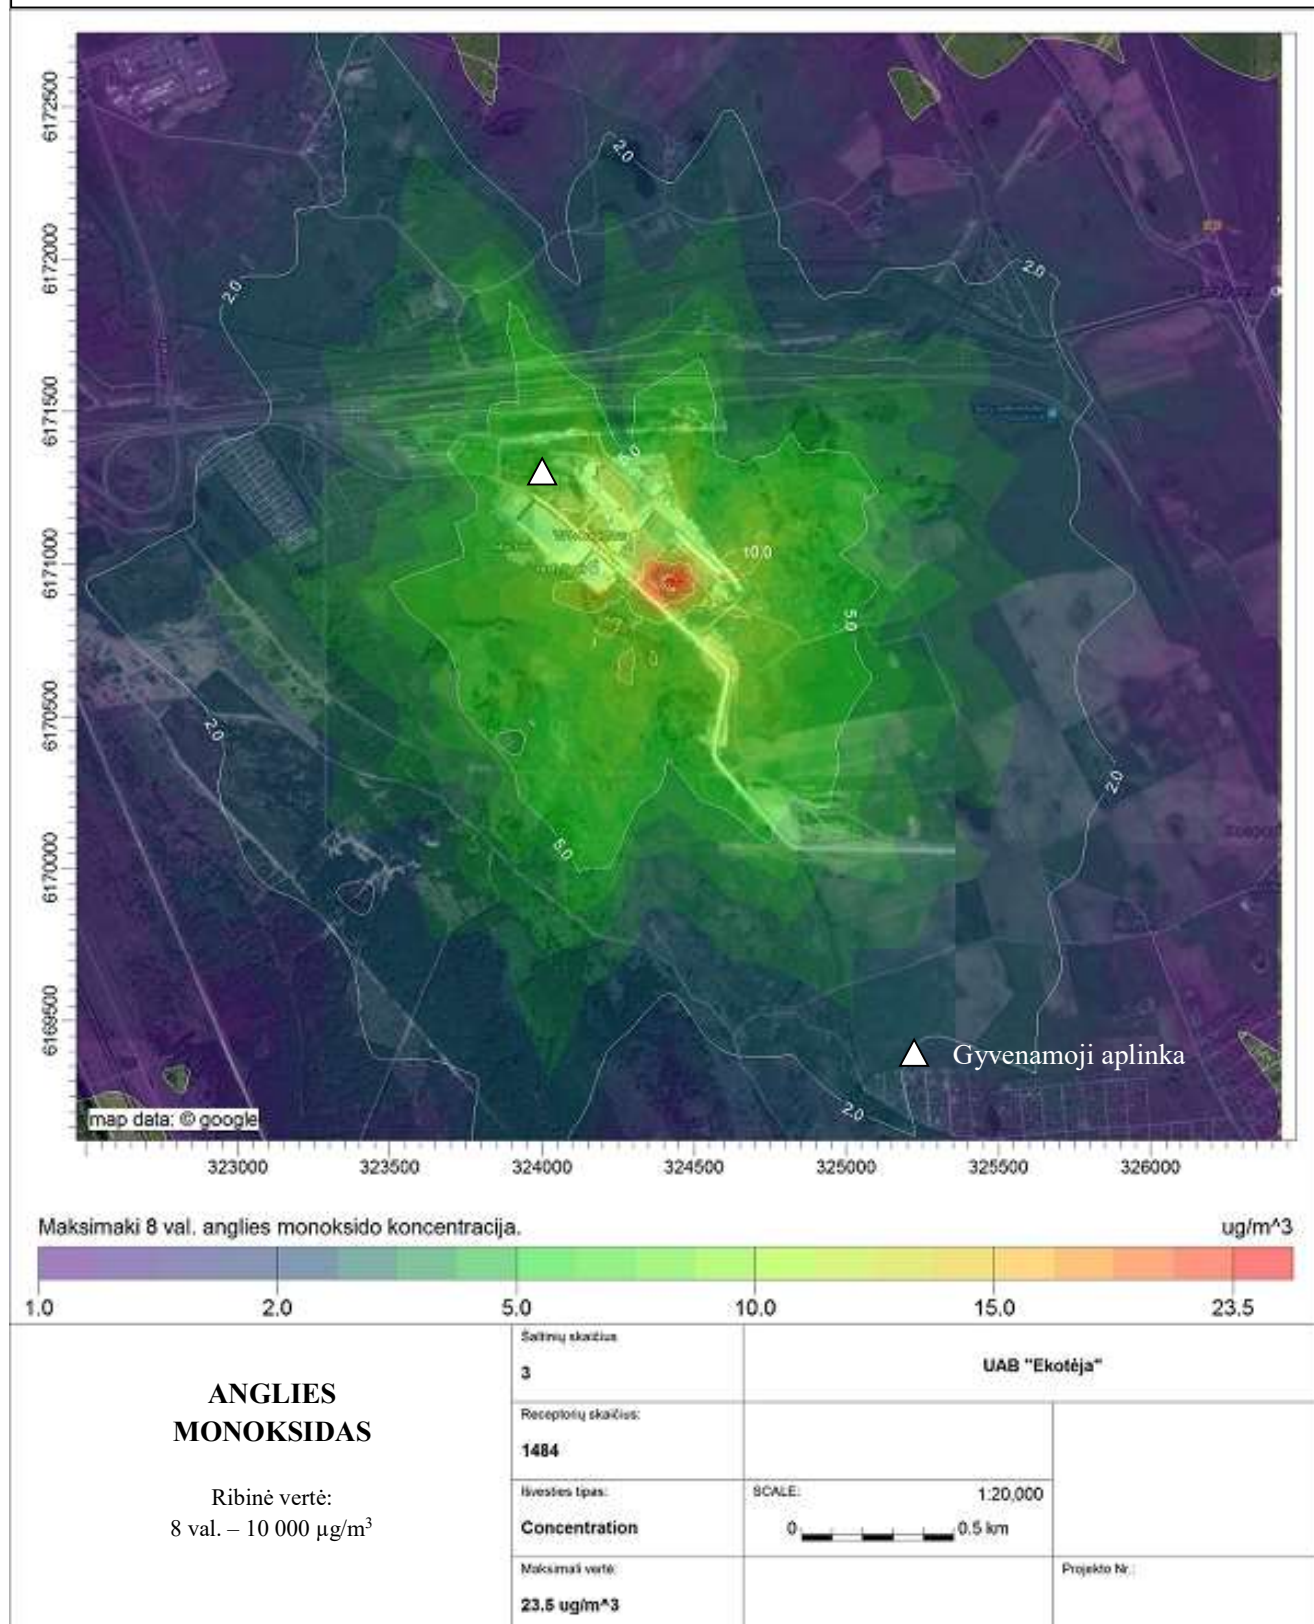 6172500
6172000
6171500
6171000
6170500
6170000
6169500
2.0
2.0
2.0
5.0
10.0
5.0
2.0
2.0
5.0
2.0
Gyvenamoji aplinka
map data: © google
323000 323500 324000 324500 325000 325500 326000
Maksimaki 8 val. anglies monoksido koncentracija. ug/m^3
1.0 2.0 5.0 10.0 15.0 23.5
ANGLIES
MONOKSIDAS
Ribinė vertė:
8 val. – 10 000 µg/m³
Šaltinių skaičius
3
UAB "Ekotėja"
Receptorių skaičius:
1484
Išvesties tipas:
Concentration
SCALE: 1:20,000
0 0.5 km
Maksimali vertė:
23.5 ug/m^3
Projekto Nr.: